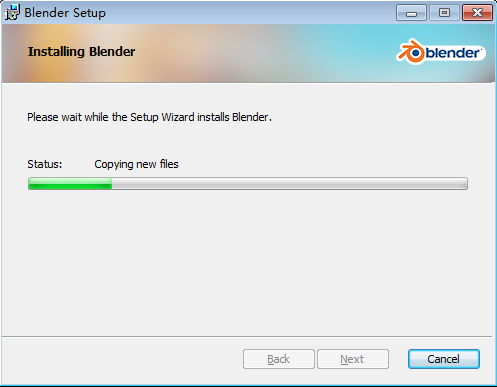 Blender Setup
Installing Blender
blender
Please wait while the Setup Wizard installs Blender.
Status: Copying new files
Back Next Cancel